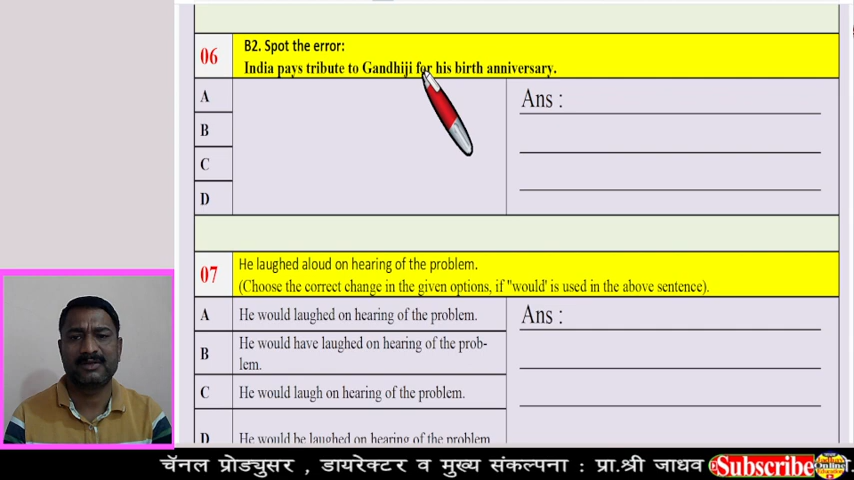 06
B2. Spot the error:
India pays tribute to Gandhiji for his birth anniversary.
A
Ans :
B
C
D
07
He laughed aloud on hearing of the problem.
(Choose the correct change in the given options, if "would' is used in the above sentence).
A
He would laughed on hearing of the problem.
Ans :
B
He would have laughed on hearing of the prob-
lem.
C
He would laugh on hearing of the problem.
D
He would be laughed on hearing of the problem
चॅनल प्रोड्युसर , डायरेक्टर व मुख्य संकल्पना : प्रा.श्री जाधव
Subscribe
Online